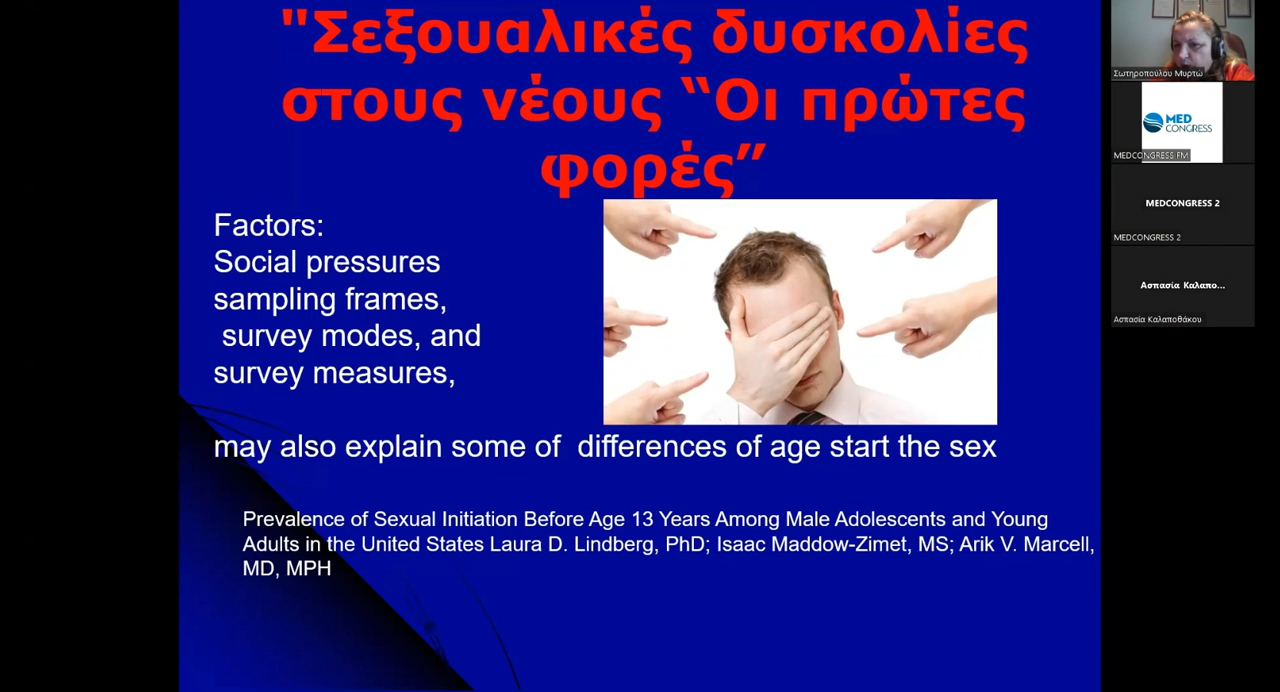 "Σεξουαλικές δυσκολίες
στους νέους “Οι πρώτες
φορές”
Factors:
Social pressures
sampling frames,
survey modes, and
survey measures,
may also explain some of differences of age start the sex
Prevalence of Sexual Initiation Before Age 13 Years Among Male Adolescents and Young
Adults in the United States Laura D. Lindberg, PhD; Isaac Maddow-Zimet, MS; Arik V. Marcell,
MD, MPH
Σωτηροπούλου Μυρτώ
MED
CONGRESS
MEDCONGRESS FM
MEDCONGRESS 2
MEDCONGRESS 2
Ασπασία Καλαπο...
Ασπασία Καλαποθάκου